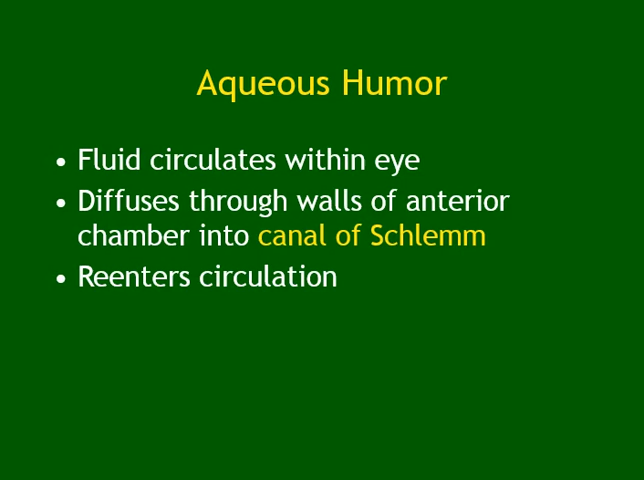 Aqueous Humor
• Fluid circulates within eye
• Diffuses through walls of anterior
chamber into canal of Schlemm
• Reenters circulation